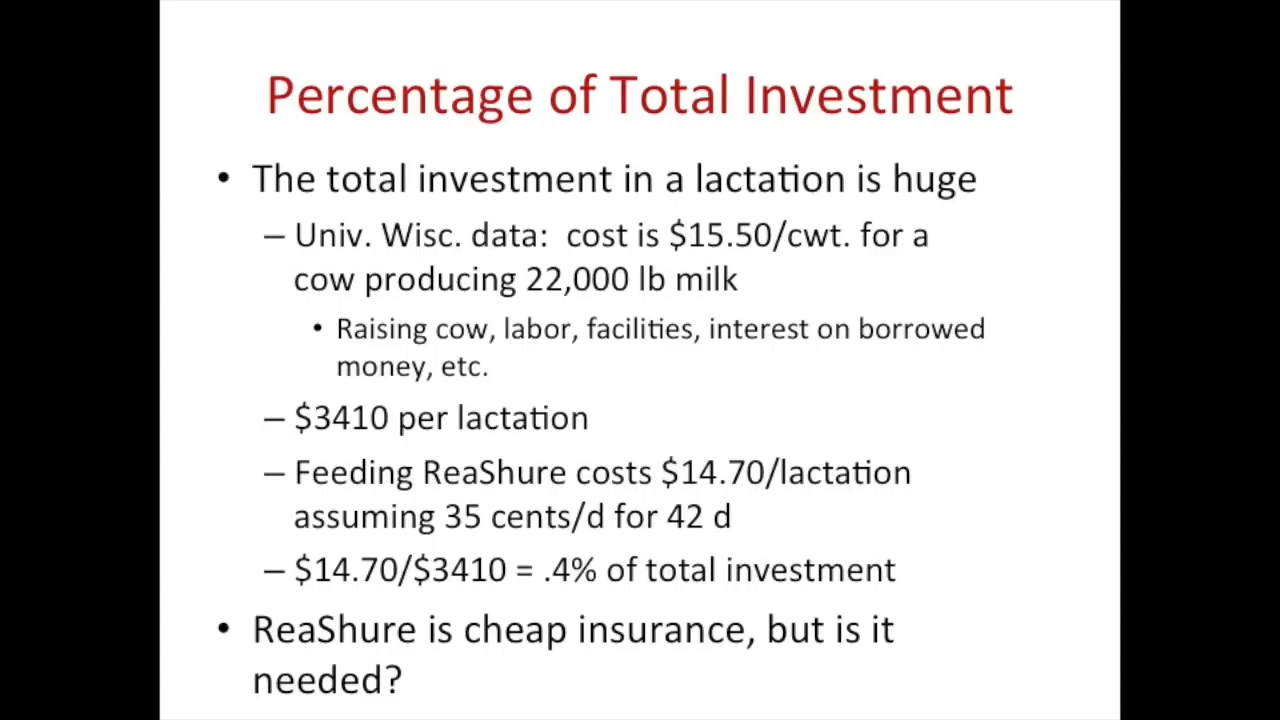 Percentage of Total Investment
• The total investment in a lactation is huge
– Univ. Wisc. data:  cost is $15.50/cwt. for a
cow producing 22,000 lb milk
• Raising cow, labor, facilities, interest on borrowed
money, etc.
– $3410 per lactation
– Feeding ReaShure costs $14.70/lactation
assuming 35 cents/d for 42 d
– $14.70/$3410 = .4% of total investment
• ReaShure is cheap insurance, but is it
needed?